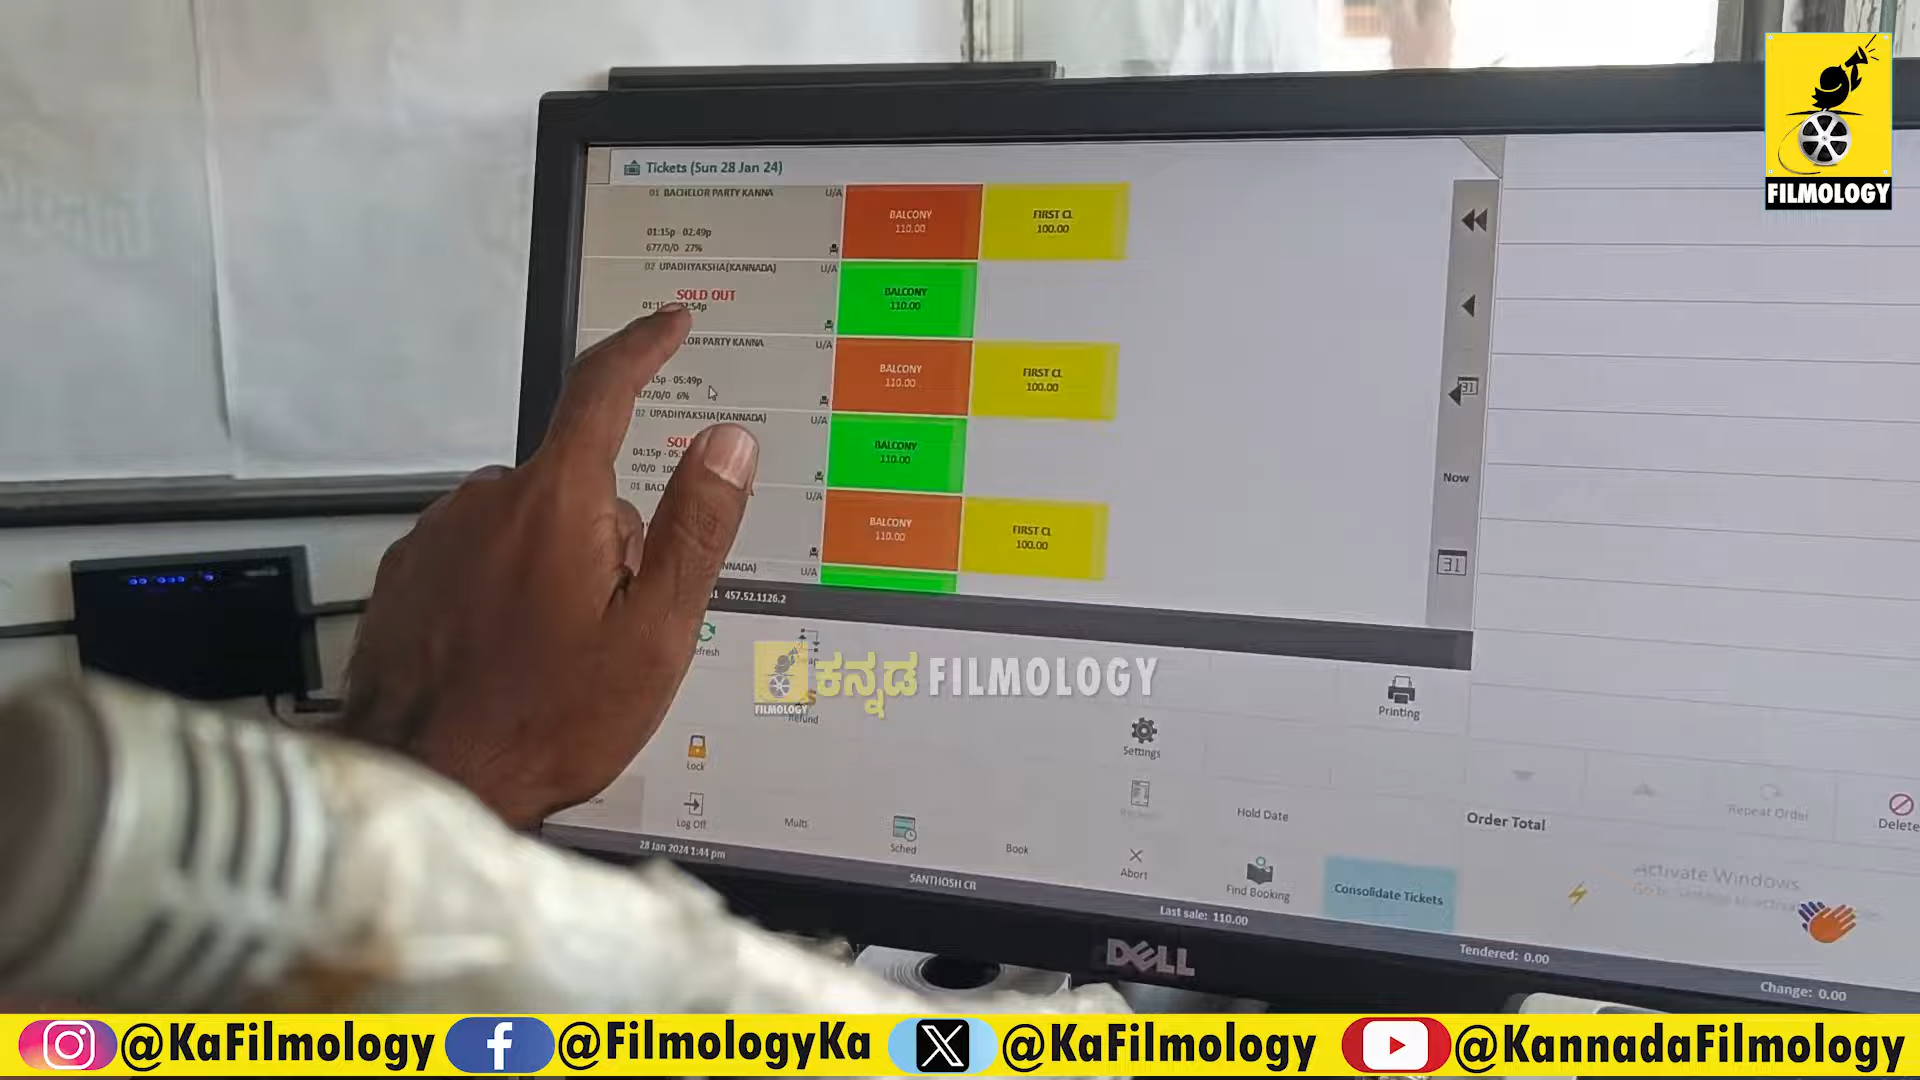 FILMOLOGY
Tickets (Sun 28 Jan 24)
01 BACHELOR PARTY KANNA U/A
BALCONY
110.00
FIRST CL
100.00
01:15p - 02:49p
677/0/0 27%
02 UPADHYAKSHA(KANNADA) U/A
SOLD OUT
BALCONY
110.00
PARTY KANNA U/A
BALCONY
110.00
FIRST CL
100.00
05:49p
6%
02 UPADHYAKSHA(KANNADA) U/A
BALCONY
110.00
04:15p
0/0/0
01 U/A
BALCONY
110.00
FIRST CL
100.00
U/A
457.52.1126.2
Now
31
31
ಕನ್ನಡ FILMOLOGY
FILMOLOGY
Refund
Printing
Settings
Lock
Log Off
Multi
Sched
Book
Abort
Hold Date
Find Booking
Consolidate Tickets
Order Total
Repeat Order
Delete
Activate Windows
28 Jan 2024 1:44 pm
SANTHOSH CR
Last sale: 110.00
Tendered: 0.00
Change: 0.00
DELL
@KaFilmology @FilmologyKa @KaFilmology @KannadaFilmology